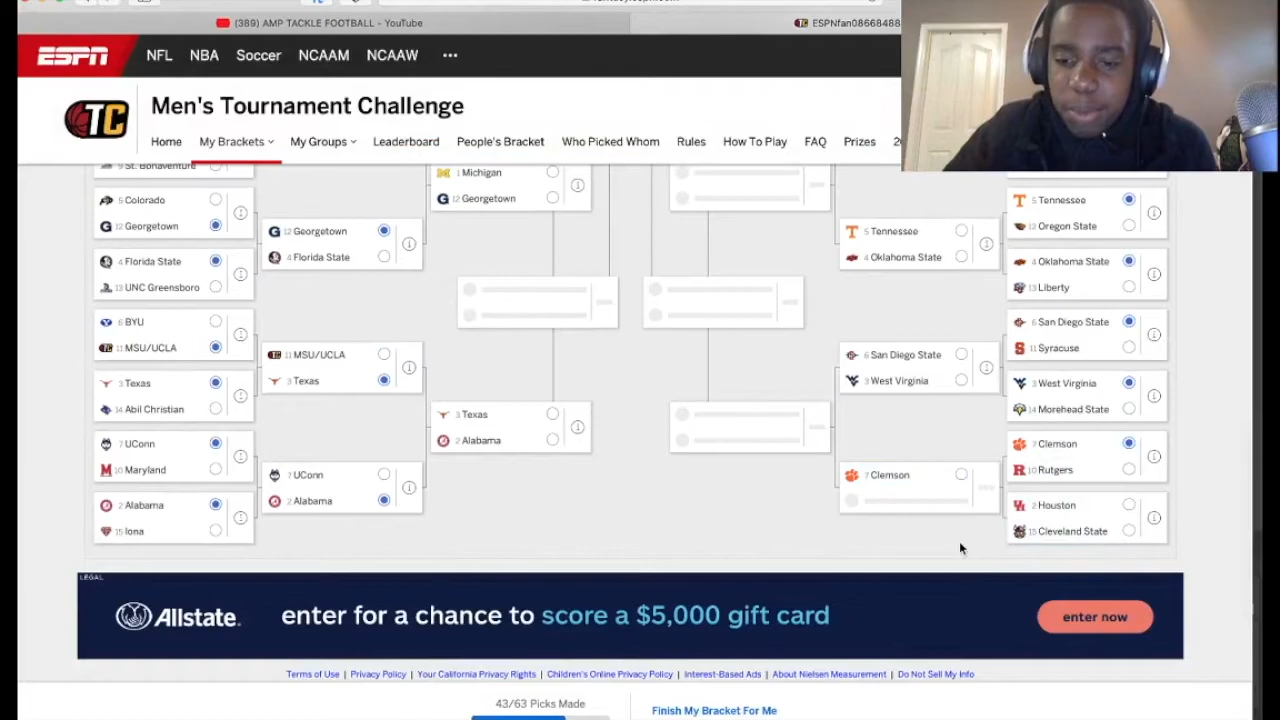 (389) AMP TACKLE FOOTBALL - YouTube
TC ESPNfan08668488
ESPN NFL NBA Soccer NCAAM NCAAW
TC Men's Tournament Challenge
Home My Brackets My Groups Leaderboard People's Bracket Who Picked Whom Rules How To Play FAQ Prizes
9 St. Bonaventure
5 Colorado
12 Georgetown
4 Florida State
13 UNC Greensboro
6 BYU
11 MSU/UCLA
3 Texas
14 Abil Christian
7 UConn
10 Maryland
2 Alabama
15 Iona
12 Georgetown
4 Florida State
11 MSU/UCLA
3 Texas
7 UConn
2 Alabama
1 Michigan
12 Georgetown
3 Texas
2 Alabama
5 Tennessee
4 Oklahoma State
6 San Diego State
3 West Virginia
7 Clemson
5 Tennessee
12 Oregon State
4 Oklahoma State
13 Liberty
6 San Diego State
11 Syracuse
3 West Virginia
14 Morehead State
7 Clemson
10 Rutgers
2 Houston
15 Cleveland State
LEGAL
Allstate. enter for a chance to score a $5,000 gift card enter now
Terms of Use | Privacy Policy | Your California Privacy Rights | Children's Online Privacy Policy | Interest-Based Ads | About Nielsen Measurement | Do Not Sell My Info
43/63 Picks Made
Finish My Bracket For Me